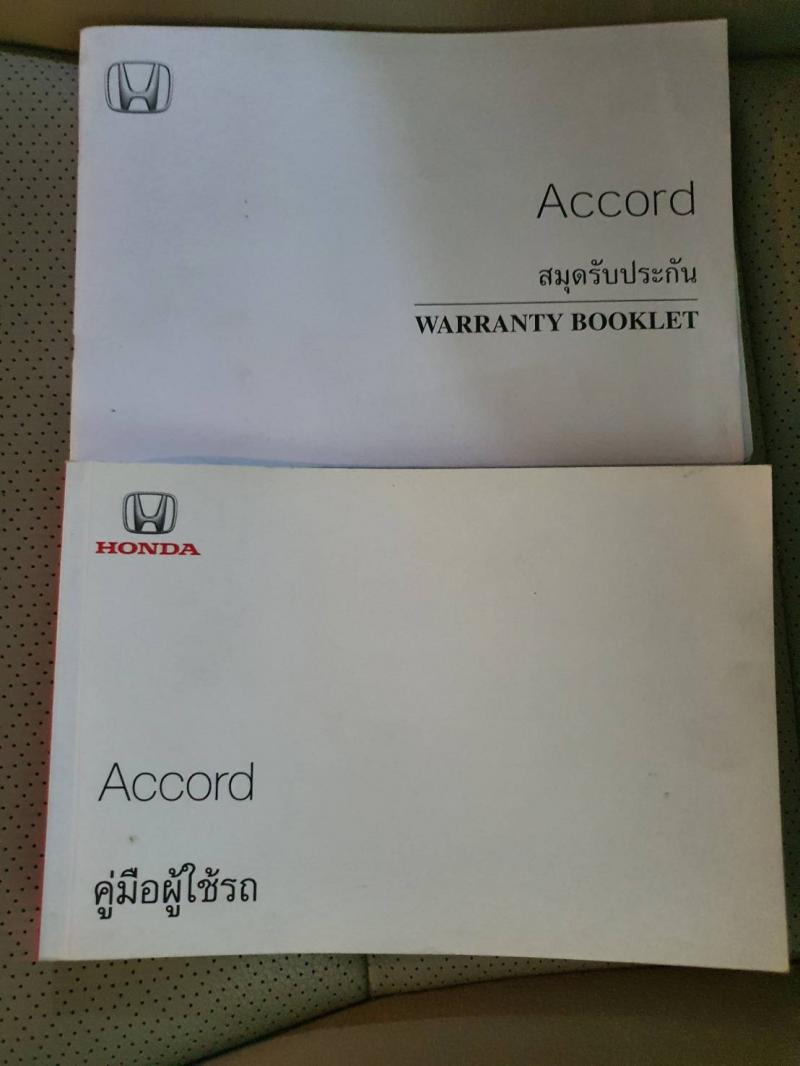 Accord
สมุดรับประกัน
WARRANTY BOOKLET
HONDA
Accord
คู่มือผู้ใช้รถ